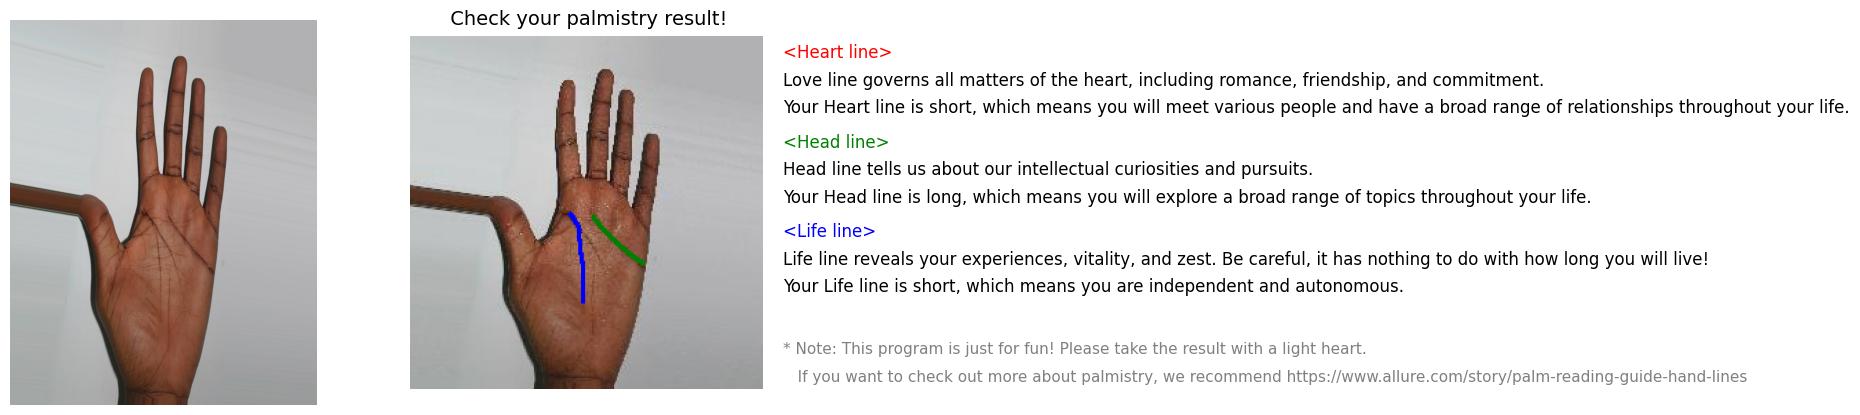 Check your palmistry result!
<Heart line>
Love line governs all matters of the heart, including romance, friendship, and commitment.
Your Heart line is short, which means you will meet various people and have a broad range of relationships throughout your life.
<Head line>
Head line tells us about our intellectual curiosities and pursuits.
Your Head line is long, which means you will explore a broad range of topics throughout your life.
<Life line>
Life line reveals your experiences, vitality, and zest. Be careful, it has nothing to do with how long you will live!
Your Life line is short, which means you are independent and autonomous.
* Note: This program is just for fun! Please take the result with a light heart.
If you want to check out more about palmistry, we recommend https://www.allure.com/story/palm-reading-guide-hand-lines